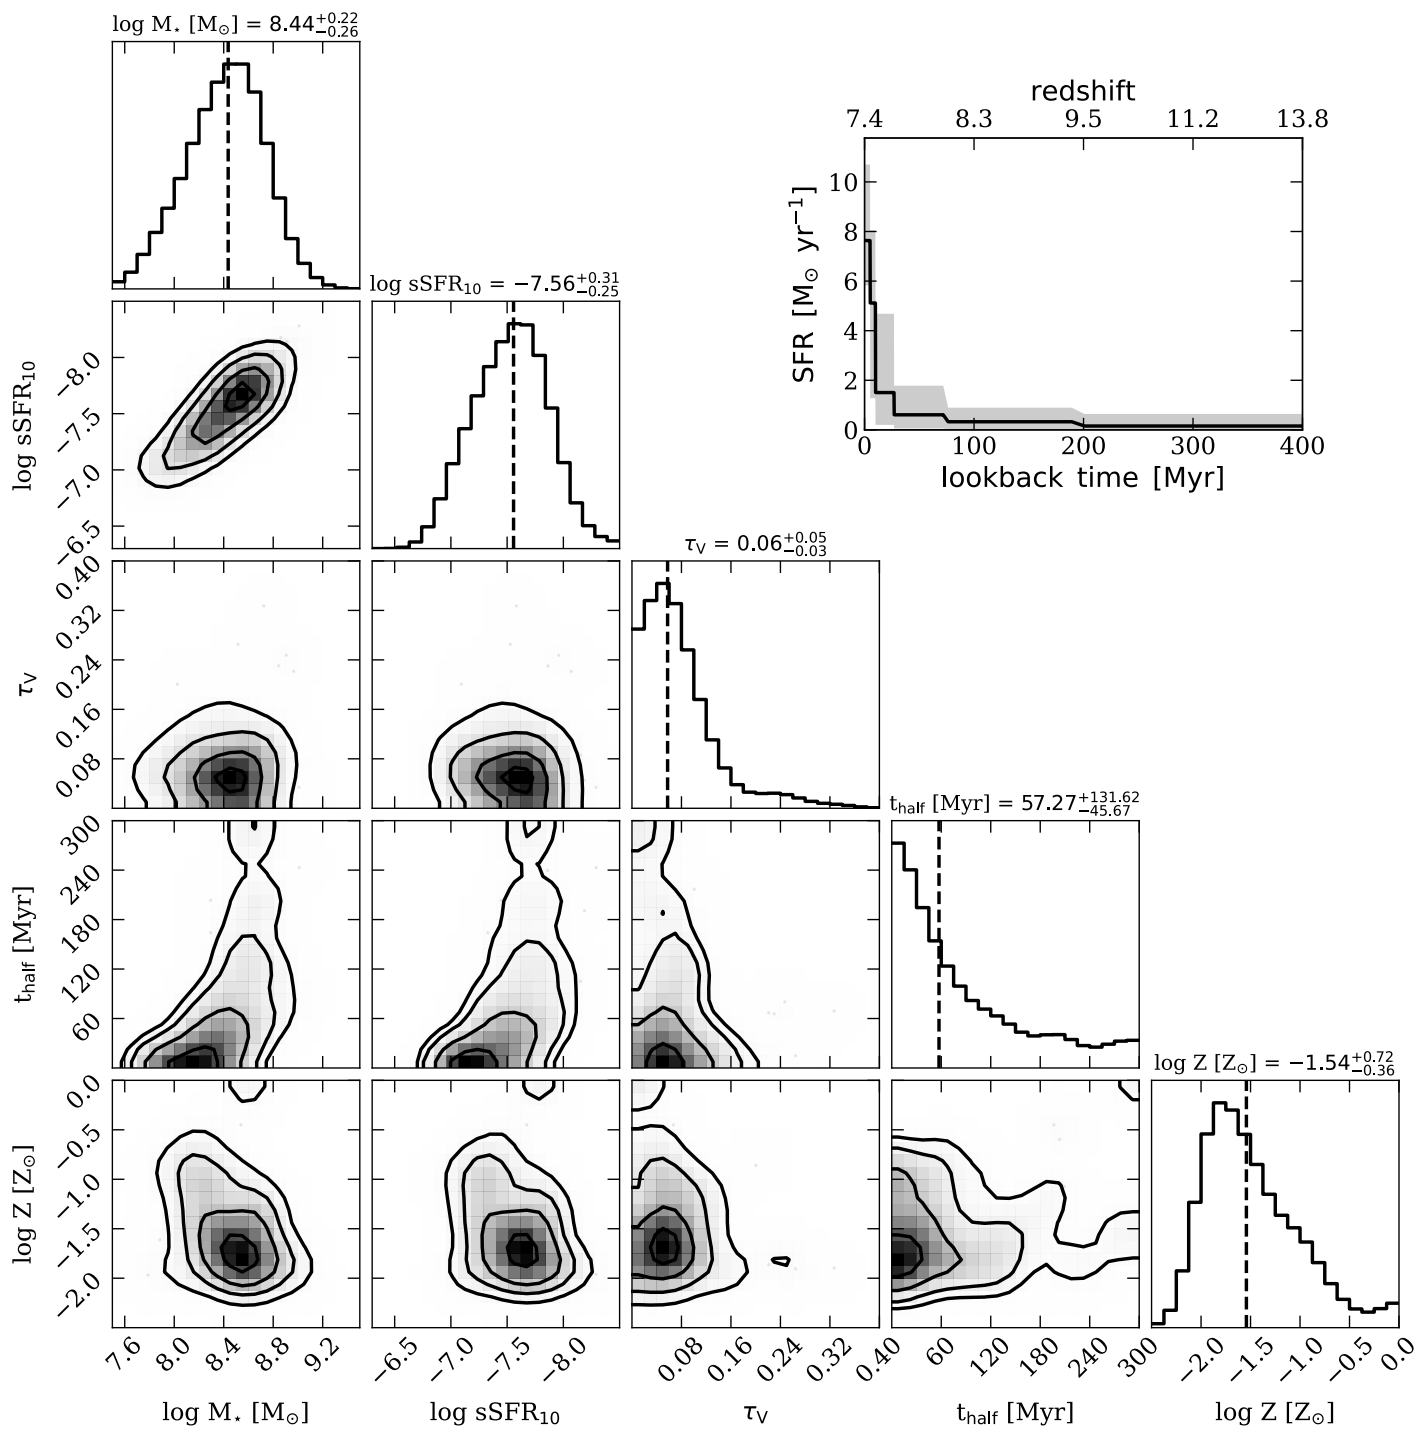 log M⋆ [M⊙] = 8.44+0.22−0.26
redshift
7.4 8.3 9.5 11.2 13.8
SFR [M⊙ yr−1]
10
8
6
4
2
0
0 100 200 300 400
lookback time [Myr]
log sSFR10 = −7.56+0.31−0.25
log sSFR10
−8.0
−7.5
−7.0
−6.5
τV = 0.06+0.05−0.03
τV
0.40
0.32
0.24
0.16
0.08
thalf [Myr] = 57.27+131.62−45.67
thalf [Myr]
300
240
180
120
60
log Z [Z⊙] = −1.54+0.72−0.36
log Z [Z⊙]
0.0
−0.5
−1.0
−1.5
−2.0
7.6 8.0 8.4 8.8 9.2
−6.5 −7.0 −7.5 −8.0
0.08 0.16 0.24 0.32 0.40
60 120 180 240 300
−2.0 −1.5 −1.0 −0.5 0.0
log M⋆ [M⊙]
log sSFR10
τV
thalf [Myr]
log Z [Z⊙]